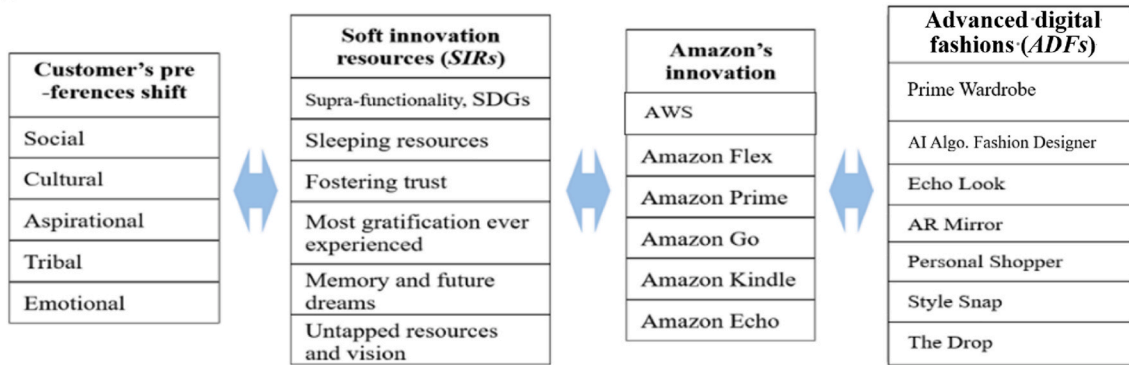 Customer's pre
-ferences shift
Social
Cultural
Aspirational
Tribal
Emotional
Soft innovation
resources (SIRs)
Supra-functionality, SDGs
Sleeping resources
Fostering trust
Most gratification ever
experienced
Memory and future
dreams
Untapped resources
and vision
Amazon's
innovation
AWS
Amazon Flex
Amazon Prime
Amazon Go
Amazon Kindle
Amazon Echo
Advanced digital
fashions (ADFs)
Prime Wardrobe
AI Algo. Fashion Designer
Echo Look
AR Mirror
Personal Shopper
Style Snap
The Drop